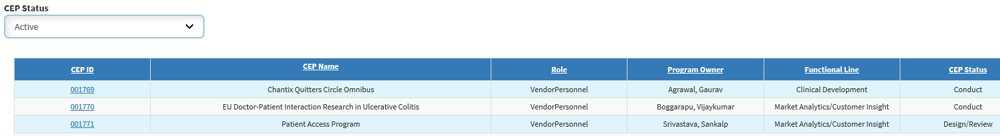 CEP Status
Active
CEP ID CEP Name Role Program Owner Functional Line CEP Status
001769 Chantix Quitters Circle Omnibus VendorPersonnel Agrawal, Gaurav Clinical Development Conduct
001770 EU Doctor-Patient Interaction Research in Ulcerative Colitis VendorPersonnel Boggarapu, Vijaykumar Market Analytics/Customer Insight Conduct
001771 Patient Access Program VendorPersonnel Srivastava, Sankalp Market Analytics/Customer Insight Design/Review